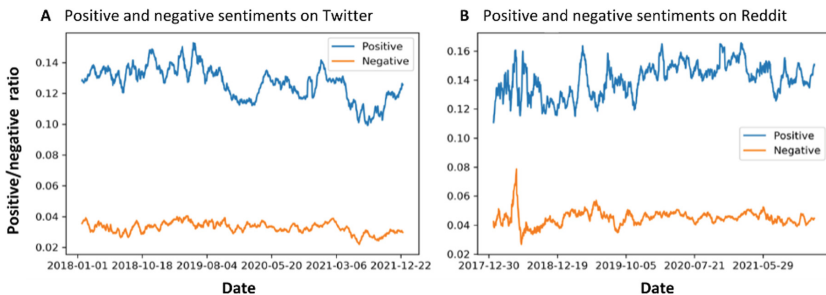 A Positive and negative sentiments on Twitter
Positive/negative ratio
0.14
0.12
0.10
0.08
0.06
0.04
0.02
Positive
Negative
2018-01-01 2018-10-18 2019-08-04 2020-05-20 2021-03-06 2021-12-22
Date
B Positive and negative sentiments on Reddit
0.16
0.14
0.12
0.10
0.08
0.06
0.04
0.02
Positive
Negative
2017-12-30 2018-12-19 2019-10-05 2020-07-21 2021-05-29
Date